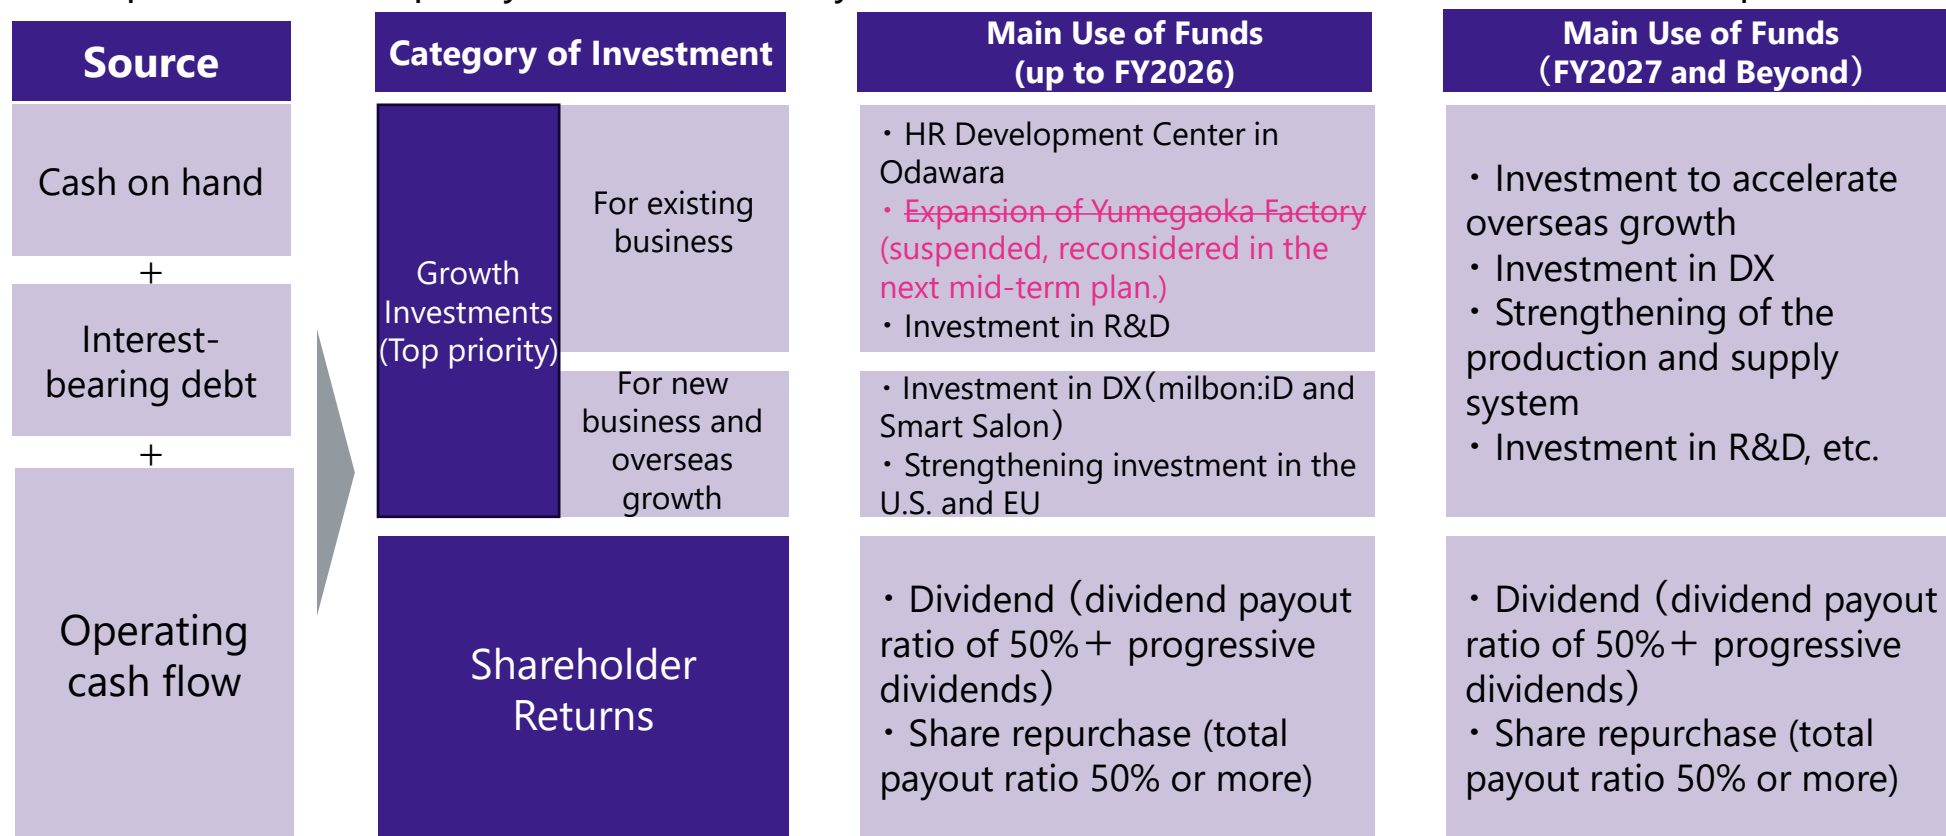 Source
Cash on hand
+
Interest-
bearing debt
+
Operating
cash flow
Category of Investment
Growth
Investments
(Top priority)
For existing
business
For new
business and
overseas
growth
Shareholder
Returns
Main Use of Funds
(up to FY2026)
・HR Development Center in
Odawara
・Expansion of Yumegaoka Factory
(suspended, reconsidered in the
next mid-term plan.)
・Investment in R&D
・Investment in DX(milbon:iD and
Smart Salon)
・Strengthening investment in the
U.S. and EU
・Dividend (dividend payout
ratio of 50%+ progressive
dividends)
・Share repurchase (total
payout ratio 50% or more)
Main Use of Funds
(FY2027 and Beyond)
・Investment to accelerate
overseas growth
・Investment in DX
・Strengthening of the
production and supply
system
・Investment in R&D, etc.
・Dividend (dividend payout
ratio of 50%+ progressive
dividends)
・Share repurchase (total
payout ratio 50% or more)